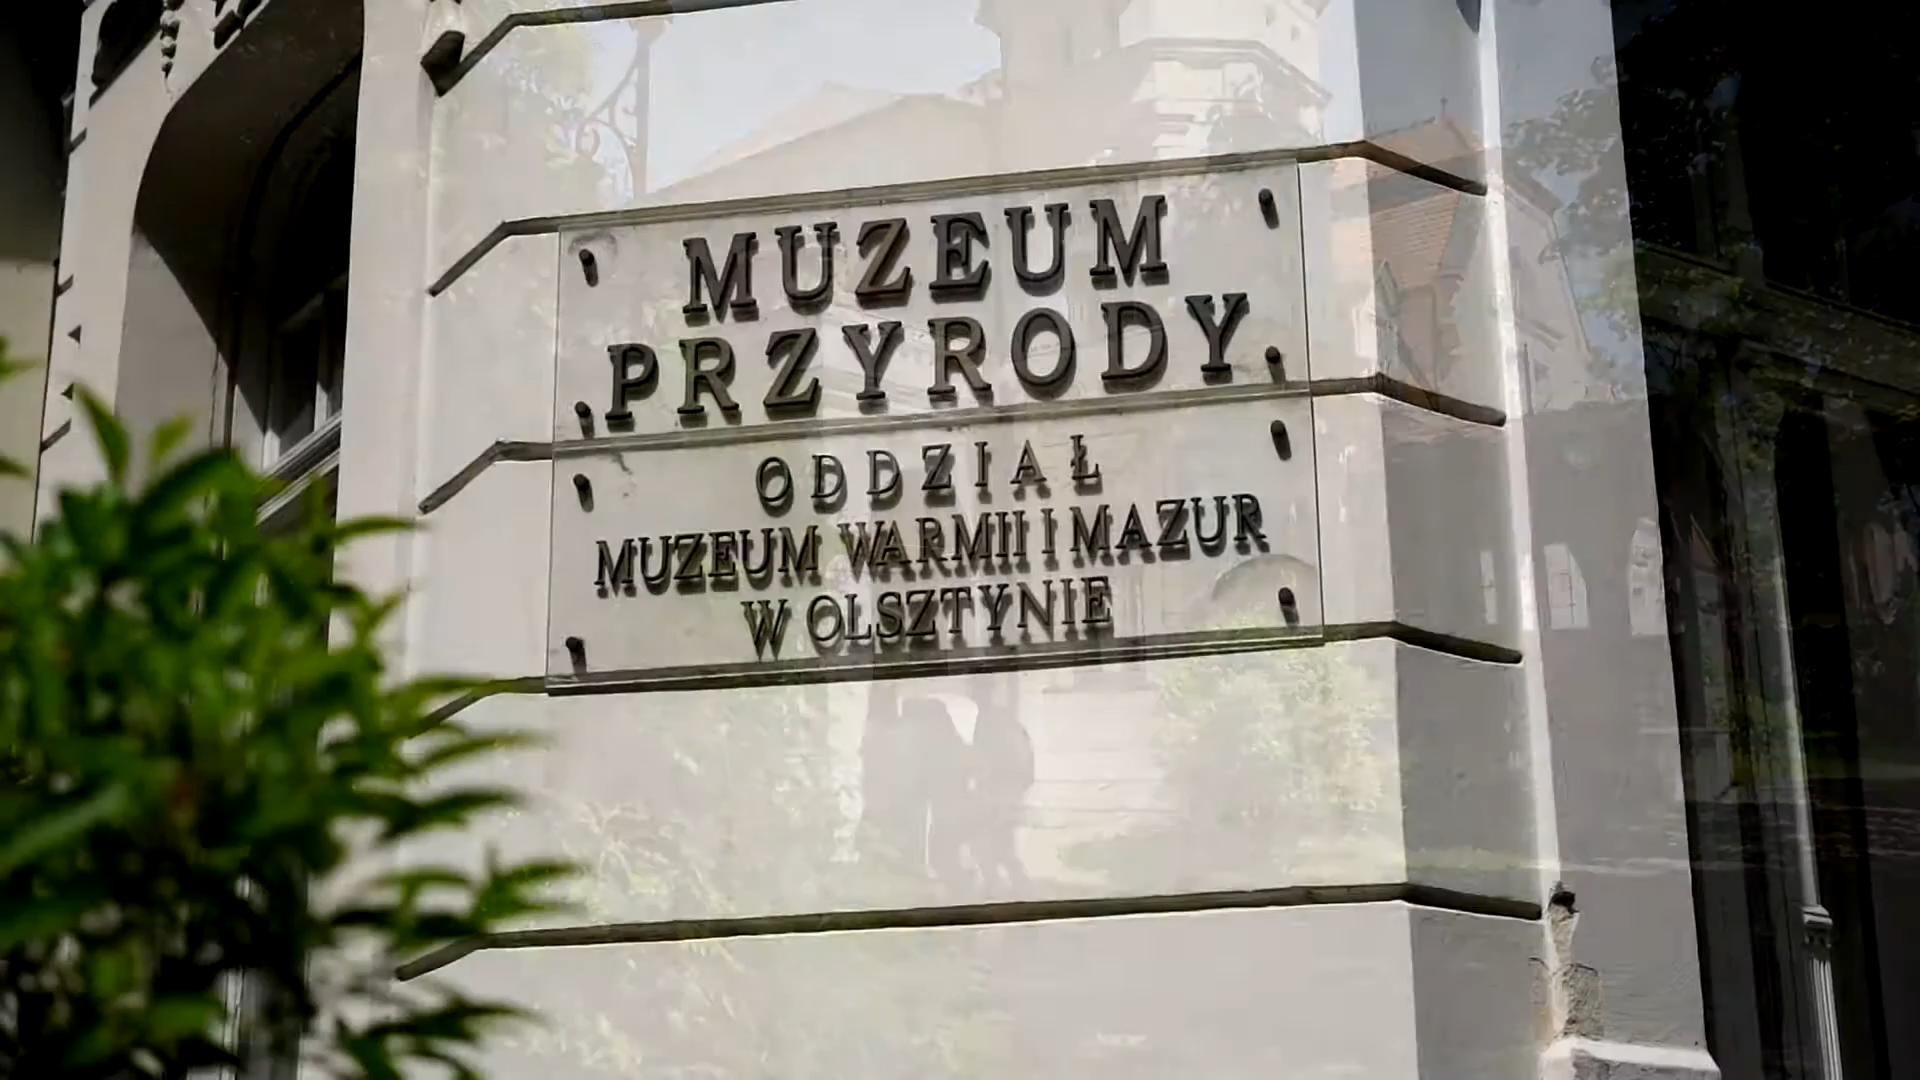 MUZEUM
PRZYRODY
ODDZIAŁ
MUZEUM WARMII I MAZUR
W OLSZTYNIE